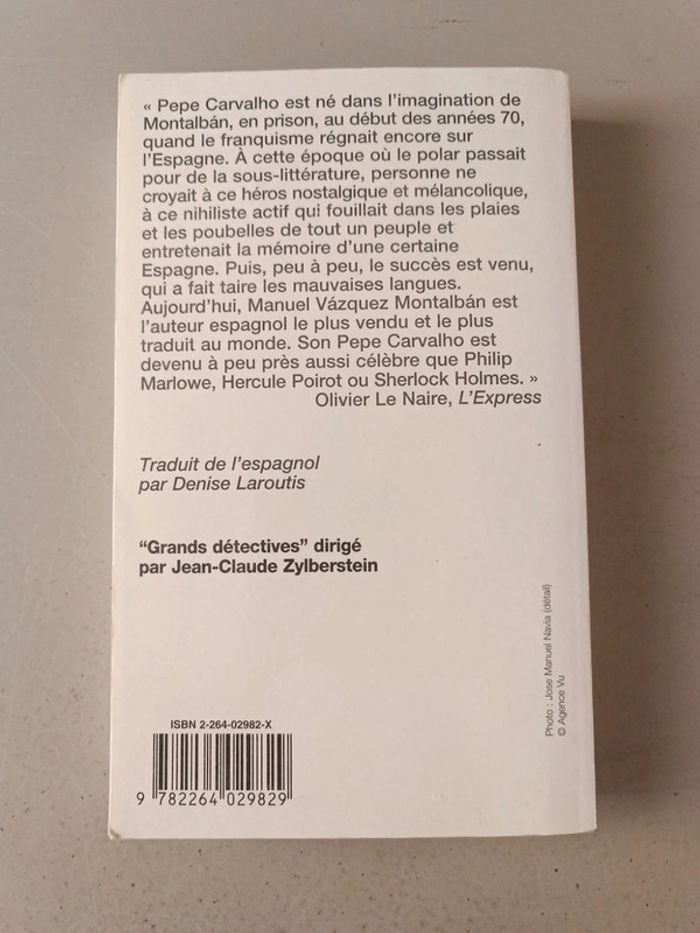 « Pepe Carvalho est né dans l'imagination de
Montalbán, en prison, au début des années 70,
quand le franquisme régnait encore sur
l'Espagne. À cette époque où le polar passait
pour de la sous-littérature, personne ne
croyait à ce héros nostalgique et mélancolique,
à ce nihiliste actif qui fouillait dans les plaies
et les poubelles de tout un peuple et
entretenait la mémoire d'une certaine
Espagne. Puis, peu à peu, le succès est venu,
qui a fait taire les mauvaises langues.
Aujourd'hui, Manuel Vázquez Montalbán est
l'auteur espagnol le plus vendu et le plus
traduit au monde. Son Pepe Carvalho est
devenu à peu près aussi célèbre que Philip
Marlowe, Hercule Poirot ou Sherlock Holmes. »
Olivier Le Naire, L'Express
Traduit de l'espagnol
par Denise Laroutis
“Grands détectives” dirigé
par Jean-Claude Zylberstein
Photo : Jose Manuel Navia (détail)
© Agence Vu
ISBN 2-264-02982-X
9 782264 029829